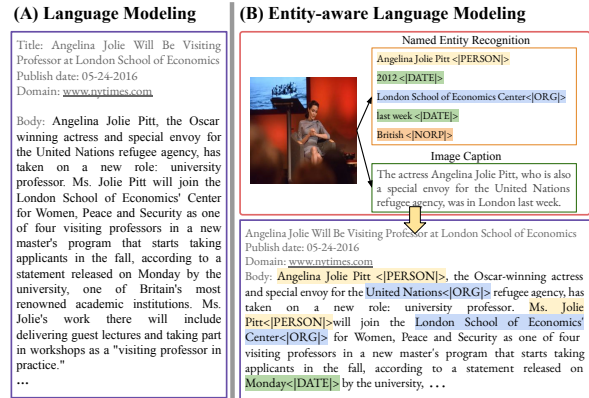 (A) Language Modeling
Title: Angelina Jolie Will Be Visiting
Professor at London School of Economics
Publish date: 05-24-2016
Domain: www.nytimes.com
Body: Angelina Jolie Pitt, the Oscar
winning actress and special envoy for
the United Nations refugee agency, has
taken on a new role: university
professor. Ms. Jolie Pitt will join the
London School of Economics' Center
for Women, Peace and Security as one
of four visiting professors in a new
master's program that starts taking
applicants in the fall, according to a
statement released on Monday by the
university, one of Britain's most
renowned academic institutions. Ms.
Jolie's work there will include
delivering guest lectures and taking part
in workshops as a "visiting professor in
practice."
...
(B) Entity-aware Language Modeling
Named Entity Recognition
Angelina Jolie Pitt <|PERSON|>
2012 <|DATE|>
London School of Economics Center<|ORG|>
last week <|DATE|>
British <|NORP|>
Image Caption
The actress Angelina Jolie Pitt, who is also
a special envoy for the United Nations
refugee agency, was in London last week.
Angelina Jolie Will Be Visiting Professor at London School of Economics
Publish date: 05-24-2016
Domain: www.nytimes.com
Body: Angelina Jolie Pitt <|PERSON|>, the Oscar-winning actress
and special envoy for the United Nations<|ORG|> refugee agency, has
taken on a new role: university professor. Ms. Jolie
Pitt<|PERSON|>will join the London School of Economics'
Center<|ORG|> for Women, Peace and Security as one of four
visiting professors in a new master's program that starts taking
applicants in the fall, according to a statement released on
Monday<|DATE|> by the university, ...